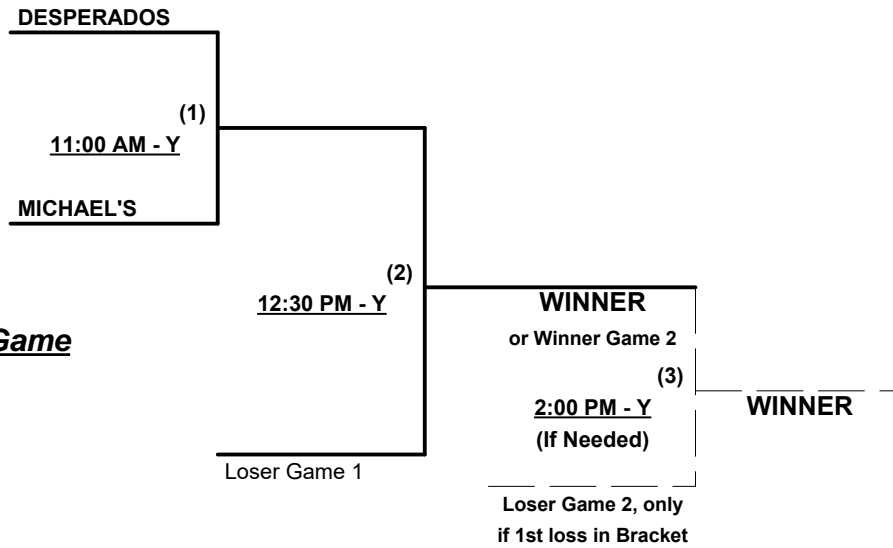 DESPERADOS
(1)
11:00 AM - Y
MICHAEL'S
(2)
12:30 PM - Y
WINNER
or Winner Game 2
Game
(3)
2:00 PM - Y
WINNER
(If Needed)
Loser Game 1
Loser Game 2, only
if 1st loss in Bracket